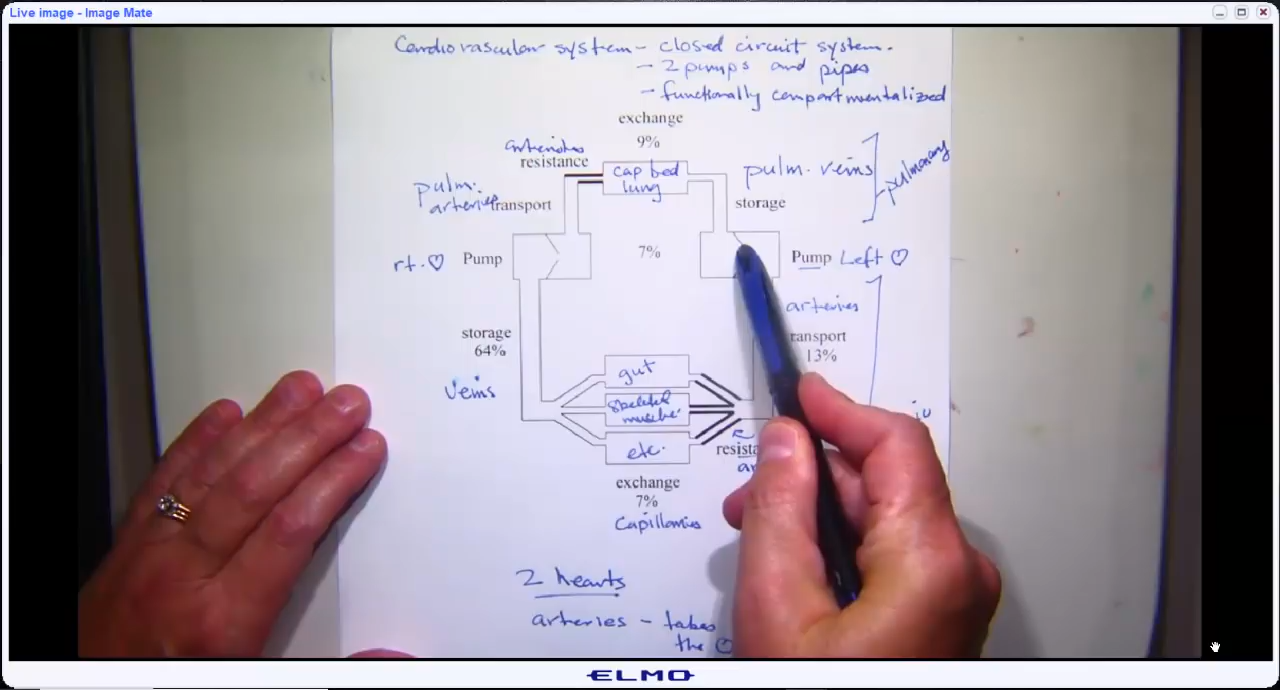 Live image - Image Mate
Cardiovascular system - closed circuit system.
- 2 pumps and pipes
- functionally compartmentalized
exchange
9%
arterioles
resistance
cap bed
lung
pulm. veins
pulmonary
pulm.
arteries
transport
storage
rt. ♡ Pump
7%
Pump Left ♡
arteries
storage
64%
transport
13%
veins
gut
skeletal
muscle
etc.
exchange
7%
Capillaries
2 hearts
arteries - takes
the ♡
ELMO